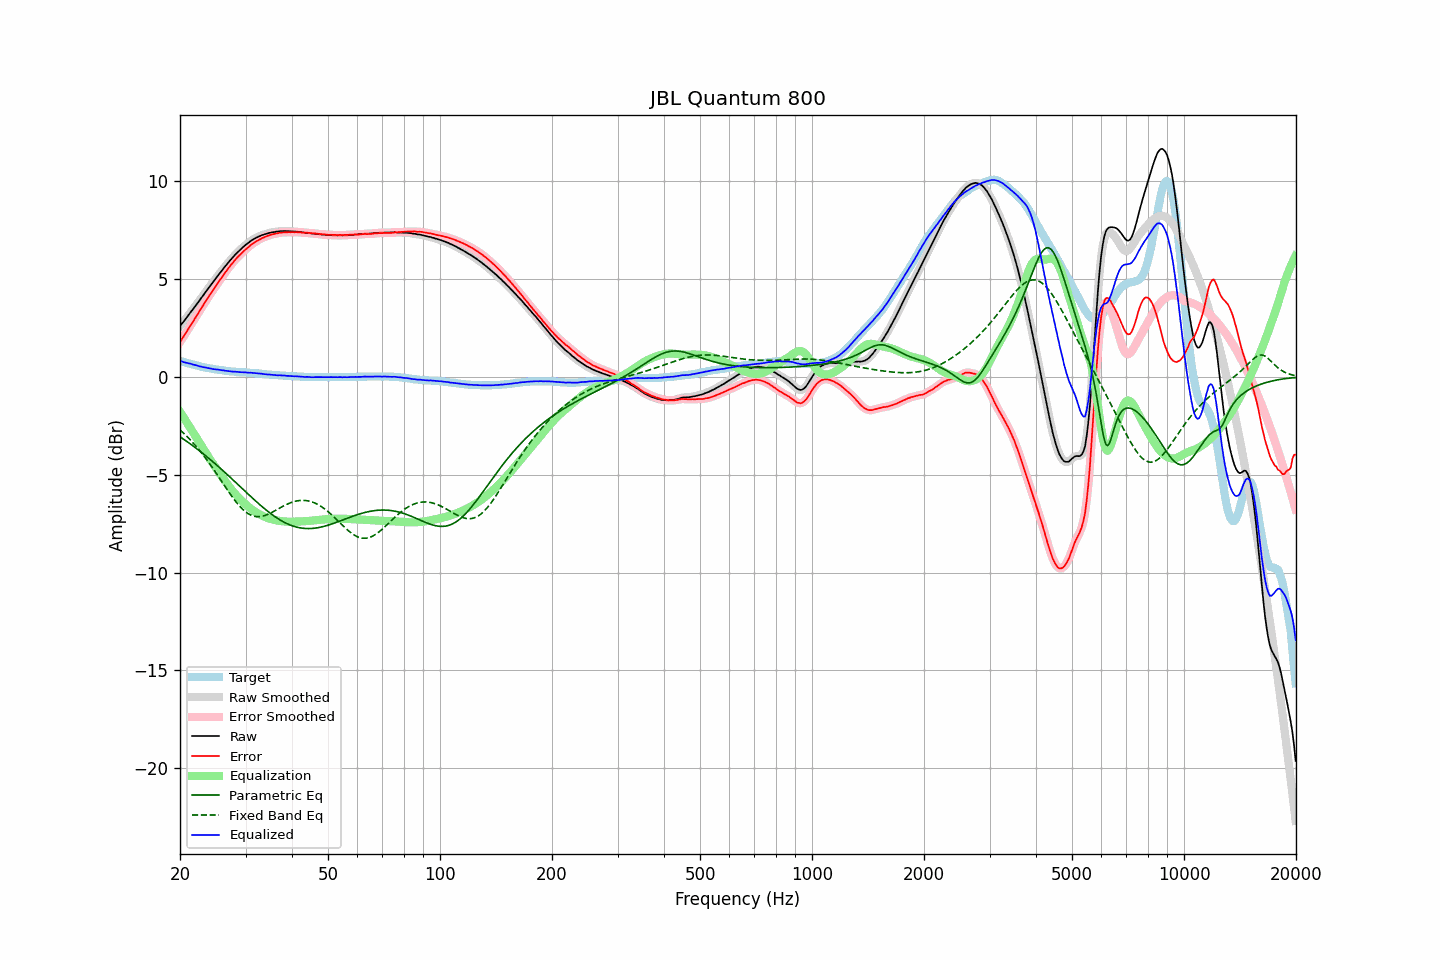 JBL Quantum 800
Amplitude (dBr)
10
5
0
−5
−10
−15
−20
Target
Raw Smoothed
Error Smoothed
Raw
Error
Equalization
Parametric Eq
Fixed Band Eq
Equalized
20 50 100 200 500 1000 2000 5000 10000 20000
Frequency (Hz)